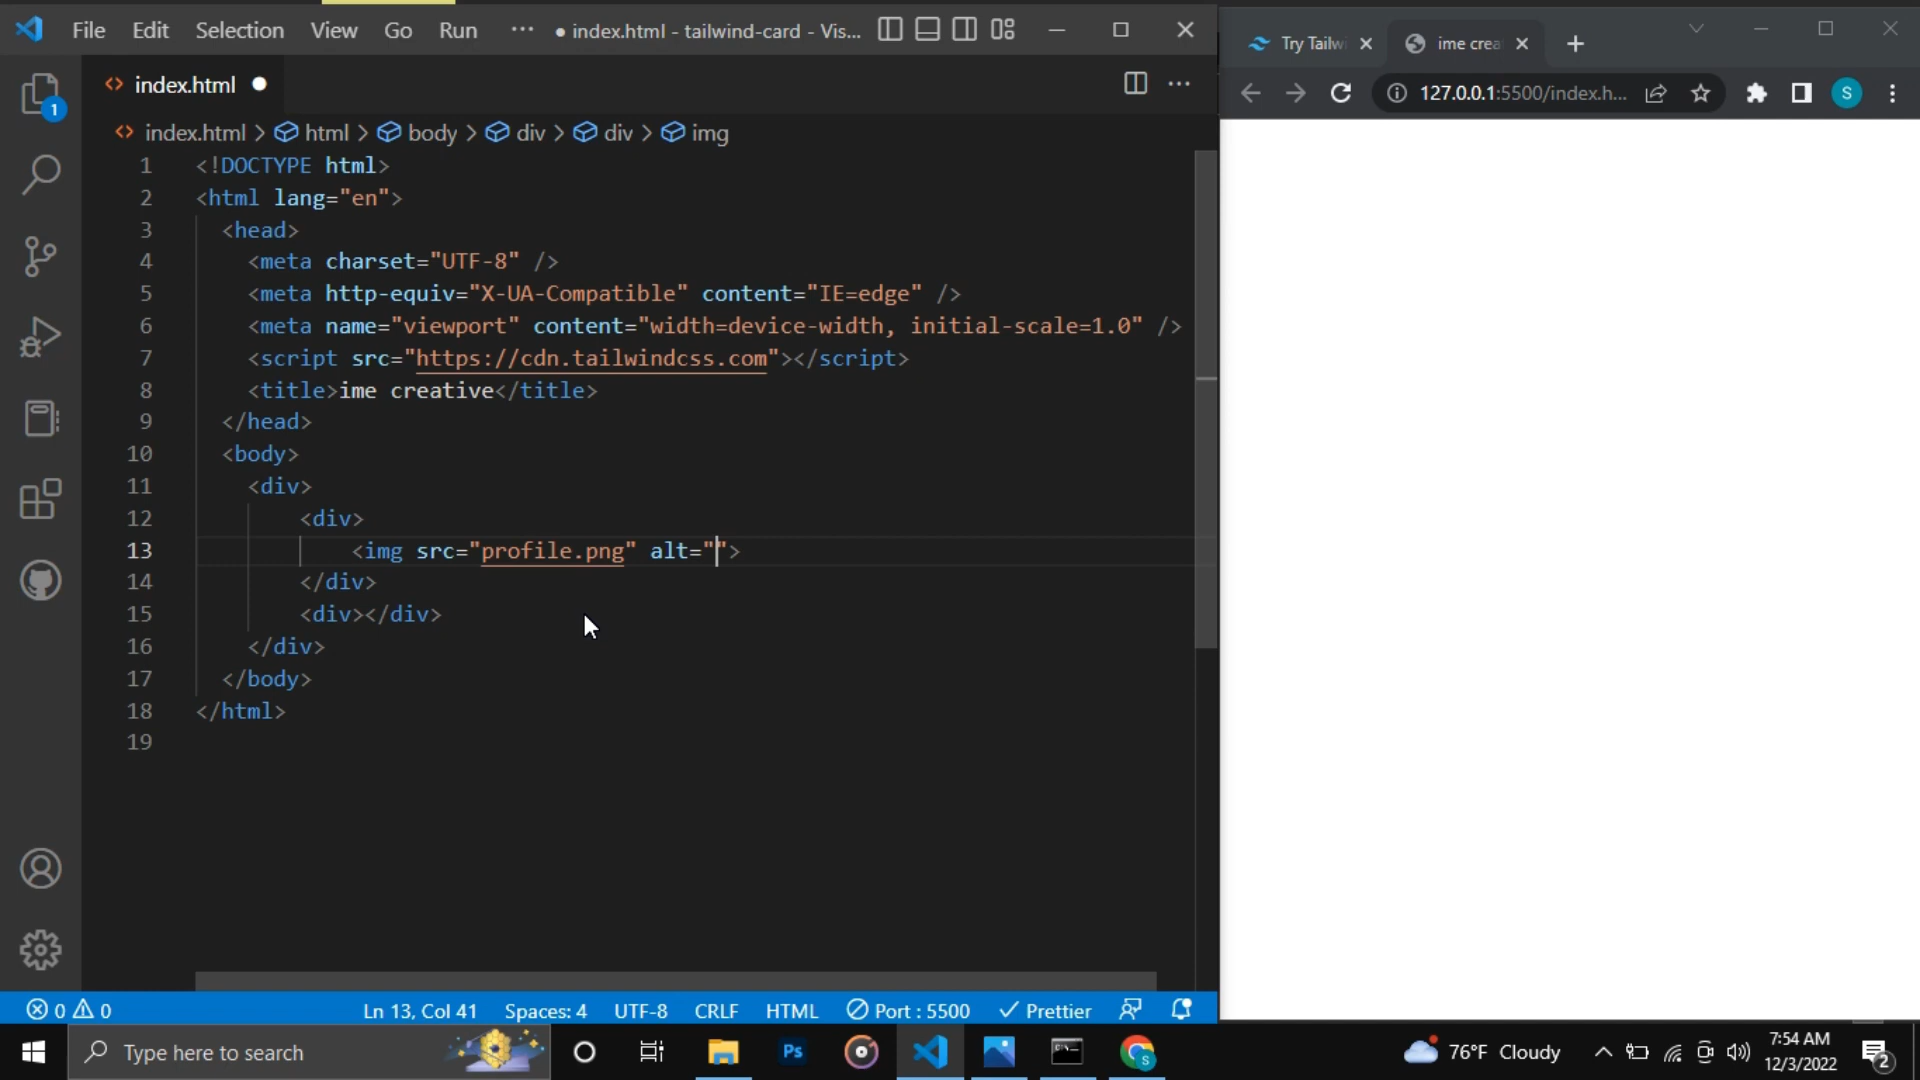 File Edit Selection View Go Run ··· ● index.html - tailwind-card - Vis...
index.html
index.html > html > body > div > div > img
1 <!DOCTYPE html>
2 <html lang="en">
3 <head>
4 <meta charset="UTF-8" />
5 <meta http-equiv="X-UA-Compatible" content="IE=edge" />
6 <meta name="viewport" content="width=device-width, initial-scale=1.0" />
7 <script src="https://cdn.tailwindcss.com"></script>
8 <title>ime creative</title>
9 </head>
10 <body>
11 <div>
12 <div>
13 <img src="profile.png" alt="">
14 </div>
15 <div></div>
16 </div>
17 </body>
18 </html>
19
1
0 0 Ln 13, Col 41 Spaces: 4 UTF-8 CRLF HTML Port : 5500 Prettier
Try Tailwi ime crea
127.0.0.1:5500/index.h... S
Type here to search Ps S 76°F Cloudy 7:54 AM
12/3/2022 2